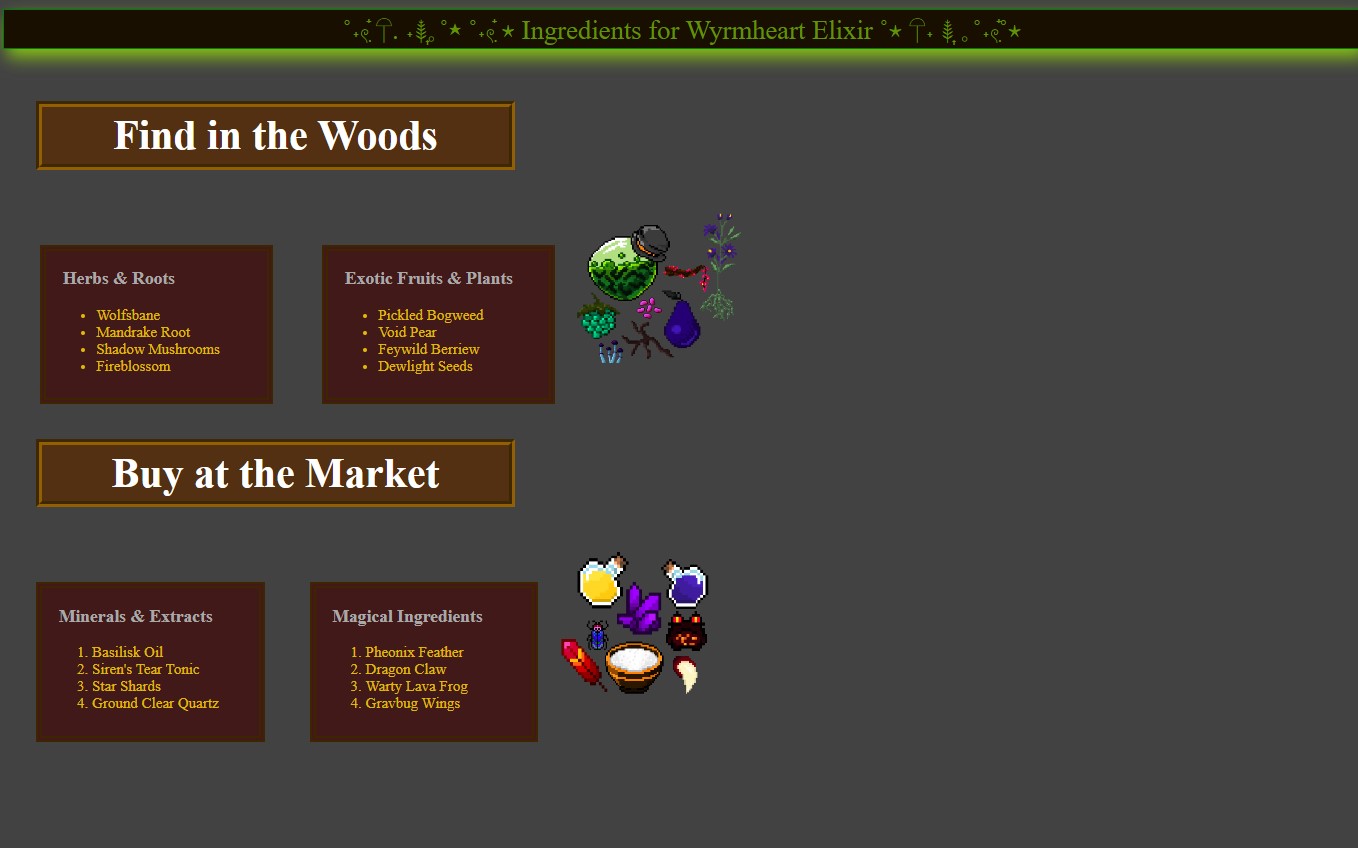 Ingredients for Wyrmheart Elixir
Find in the Woods
Herbs & Roots
• Wolfsbane
• Mandrake Root
• Shadow Mushrooms
• Fireblossom
Exotic Fruits & Plants
• Pickled Bogweed
• Void Pear
• Feywild Berriew
• Dewlight Seeds
Buy at the Market
Minerals & Extracts
1. Basilisk Oil
2. Siren's Tear Tonic
3. Star Shards
4. Ground Clear Quartz
Magical Ingredients
1. Pheonix Feather
2. Dragon Claw
3. Warty Lava Frog
4. Gravbug Wings